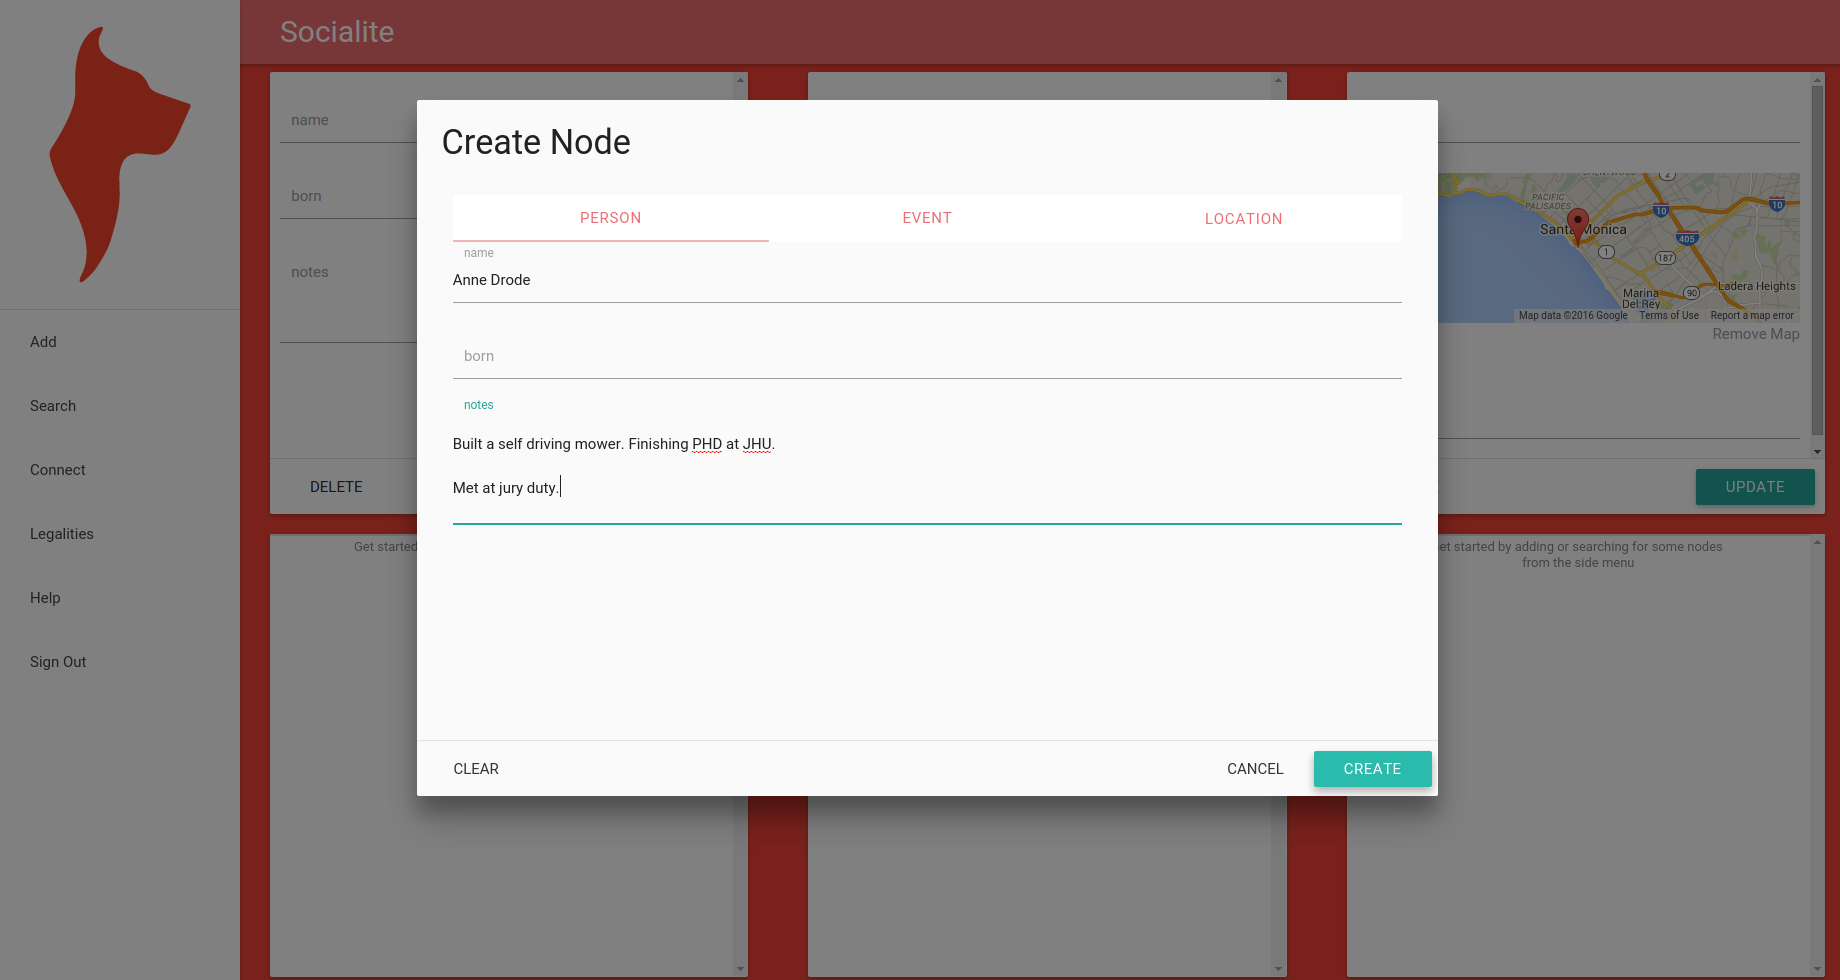 Socialite
Add
Search
Connect
Legalities
Help
Sign Out
name
born
notes
DELETE
Get started
Create Node
PERSON
EVENT
LOCATION
name
Anne Drode
born
notes
Built a self driving mower. Finishing PHD at JHU.
Met at jury duty.
CLEAR
CANCEL
CREATE
2
PACIFIC
PALISADES
10
10
Santa Monica
405
1
187
90
Marina
Del Rey
Ladera Heights
Map data ©2016 Google
Terms of Use
Report a map error
Remove Map
UPDATE
et started by adding or searching for some nodes
from the side menu